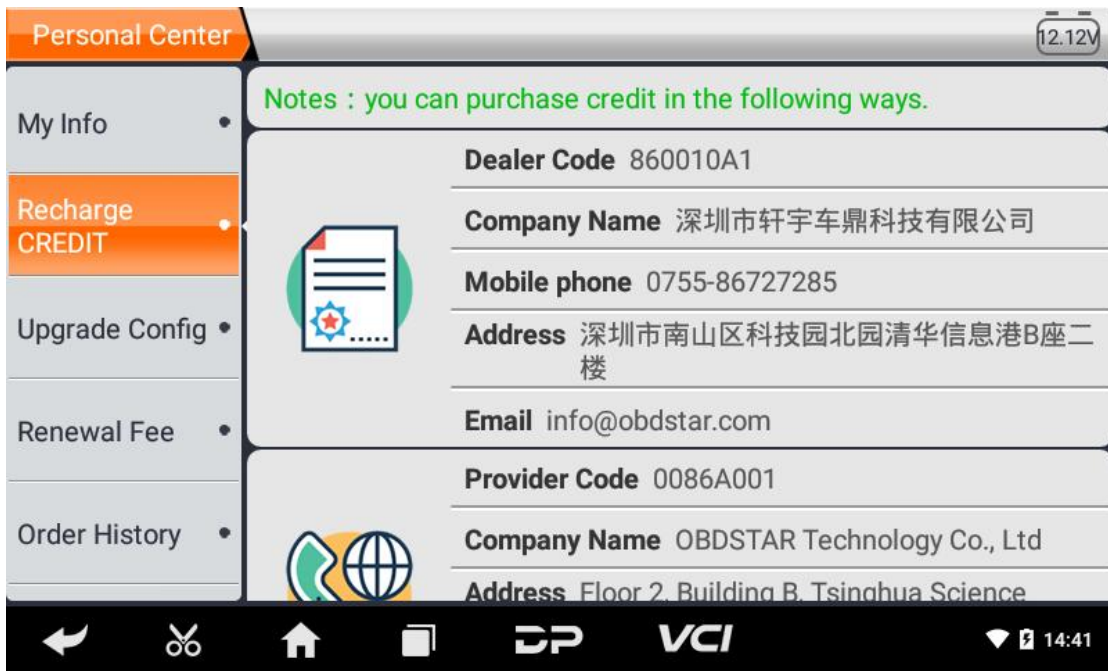 Personal Center
12.12V
My Info
Recharge
CREDIT
Upgrade Config
Renewal Fee
Order History
Notes：you can purchase credit in the following ways.
Dealer Code 860010A1
Company Name 深圳市轩宇车鼎科技有限公司
Mobile phone 0755-86727285
Address 深圳市南山区科技园北园清华信息港B座二
楼
Email info@obdstar.com
Provider Code 0086A001
Company Name OBDSTAR Technology Co., Ltd
Address Floor 2, Building B, Tsinghua Science
DP
VCI
14:41